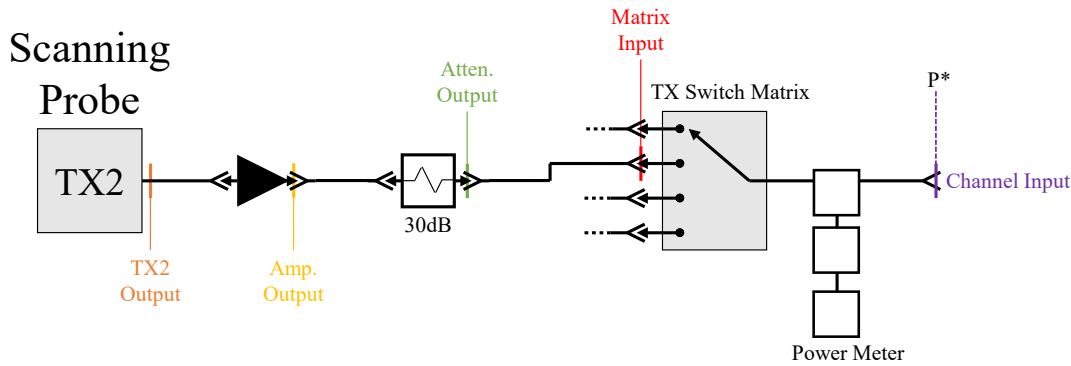 Scanning
Probe
TX2
TX2
Output
Amp.
Output
30dB
Atten.
Output
Matrix
Input
TX Switch Matrix
Power Meter
P*
Channel Input